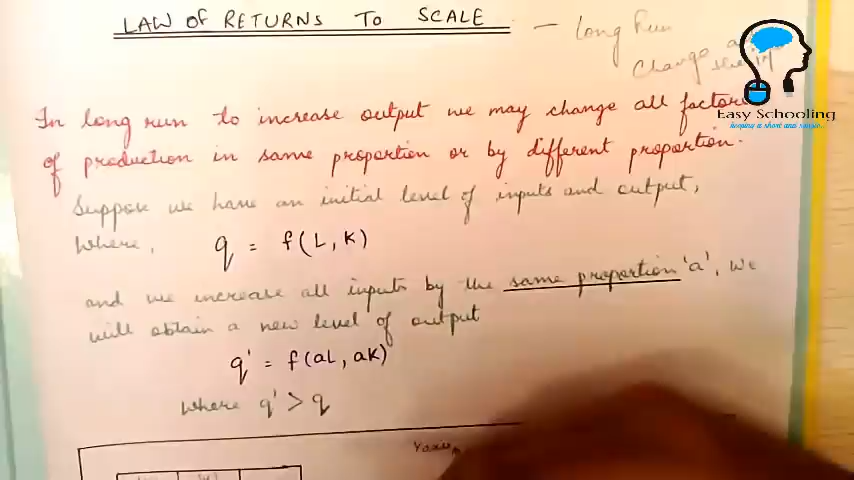 LAW OF RETURNS TO SCALE — Long Run
Change
Easy Schooling
In long run to increase output we may change all factors
of production in same proportion or by different proportion.
Suppose we have an initial level of inputs and output,
where, q = f(L, K)
and we increase all inputs by the same proportion 'a', we
will obtain a new level of output
q' = f(aL, aK)
where q' > q